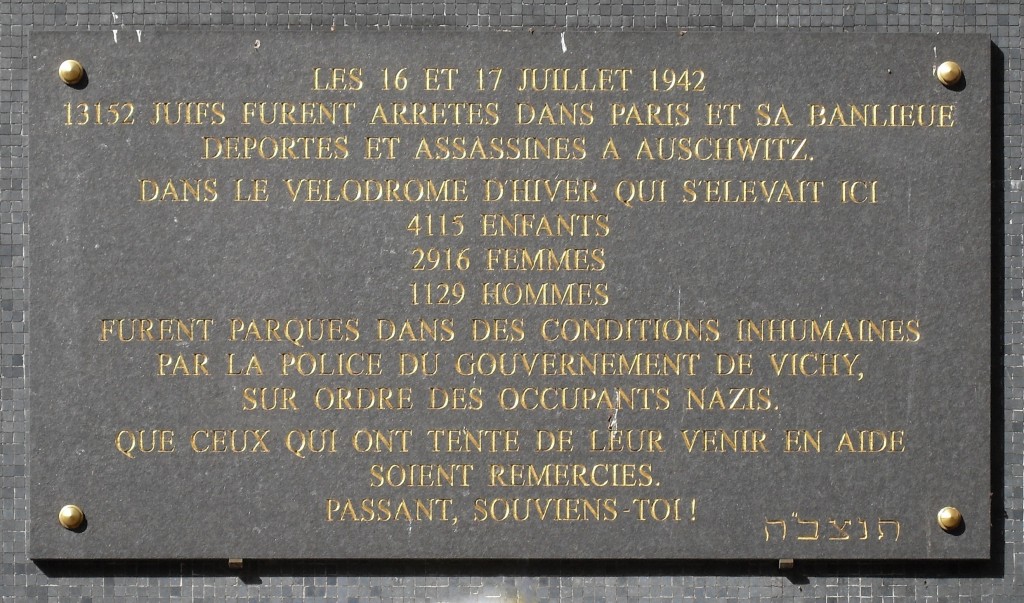 LES 16 ET 17 JUILLET 1942
13152 JUIFS FURENT ARRETES DANS PARIS ET SA BANLIEUE
DEPORTES ET ASSASSINES A AUSCHWITZ.
DANS LE VELODROME D'HIVER QUI S'ELEVAIT ICI
4115 ENFANTS
2916 FEMMES
1129 HOMMES
FURENT PARQUES DANS DES CONDITIONS INHUMAINES
PAR LA POLICE DU GOUVERNEMENT DE VICHY,
SUR ORDRE DES OCCUPANTS NAZIS.
QUE CEUX QUI ONT TENTE DE LEUR VENIR EN AIDE
SOIENT REMERCIES.
PASSANT, SOUVIENS-TOI !
תנצב"ה